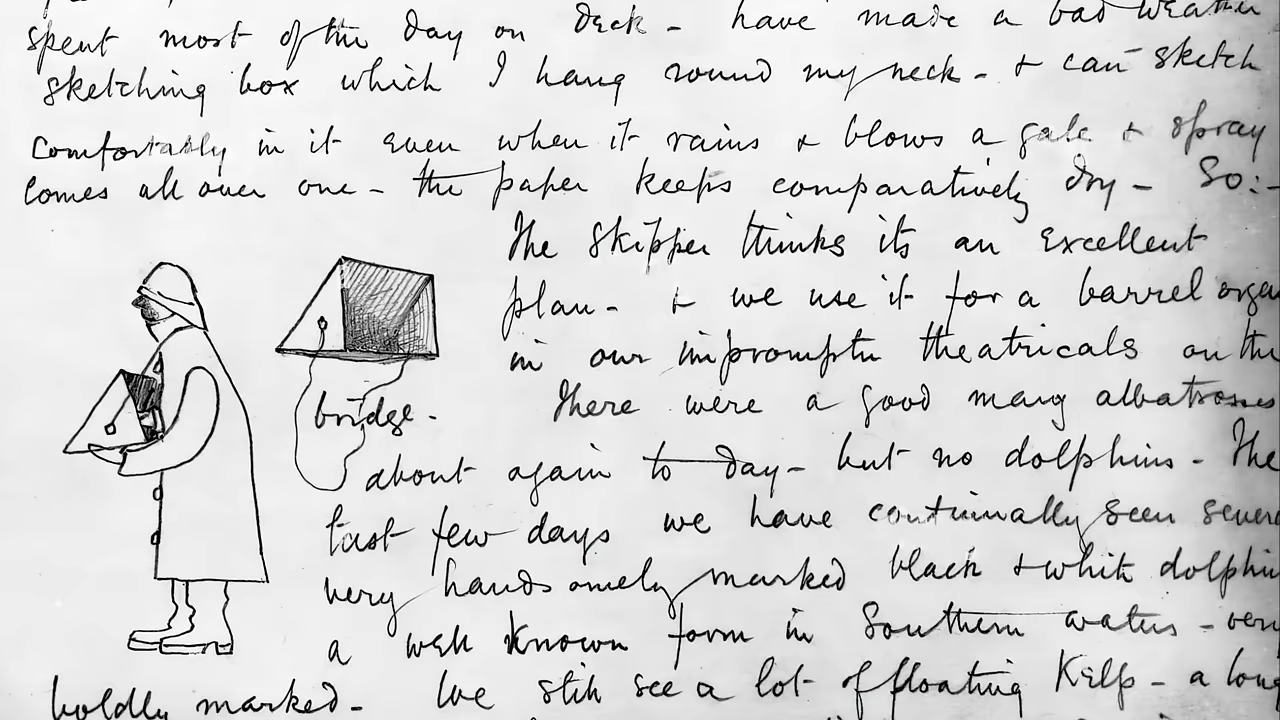 spent most of the day on deck - have made a bad weather
sketching box which I hang round my neck - & can sketch
comfortably in it even when it rains & blows a gale & spray
comes all over one - the paper keeps comparatively dry - So:-
The Skipper thinks its an excellent
plan - & we use it for a barrel organ
in our impromptu theatricals on the
bridge. There were a good many albatrosses
about again to day - but no dolphins. The
last few days we have continually seen several
very handsomely marked black & white dolphin
a well known form in Southern waters - very
boldly marked. We still see a lot of floating Kelp - a long